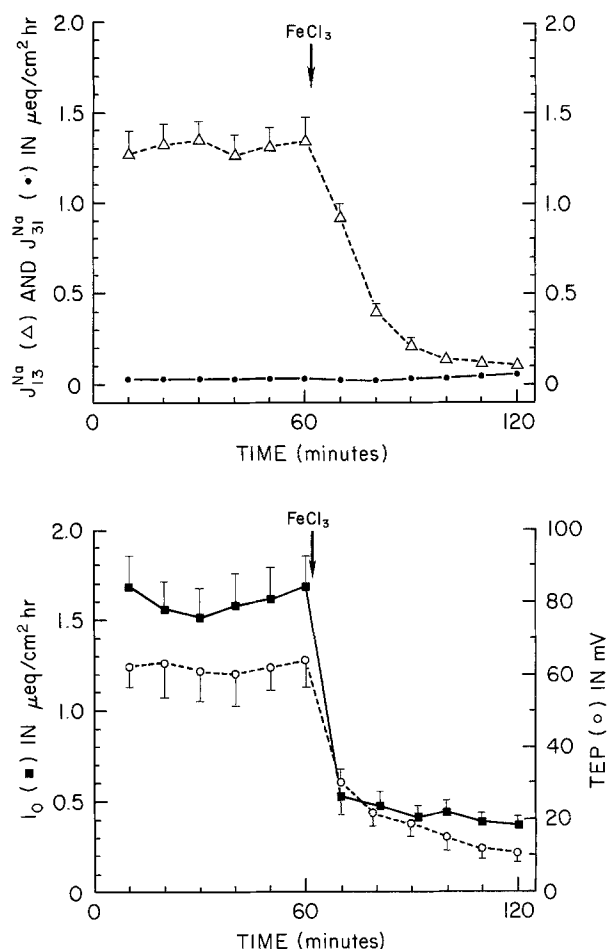 FeCl₃
2.0
1.5
1.0
0.5
0
2.0
1.5
1.0
0.5
0
J₁₃ᴺᵃ (△) AND J₃₁ᴺᵃ (•) IN μeq/cm² hr
0 60 120
TIME (minutes)
FeCl₃
2.0
1.5
1.0
0.5
0
100
80
60
40
20
0
I₀ (■) IN μeq/cm² hr
TEP (○) IN mV
0 60 120
TIME (minutes)